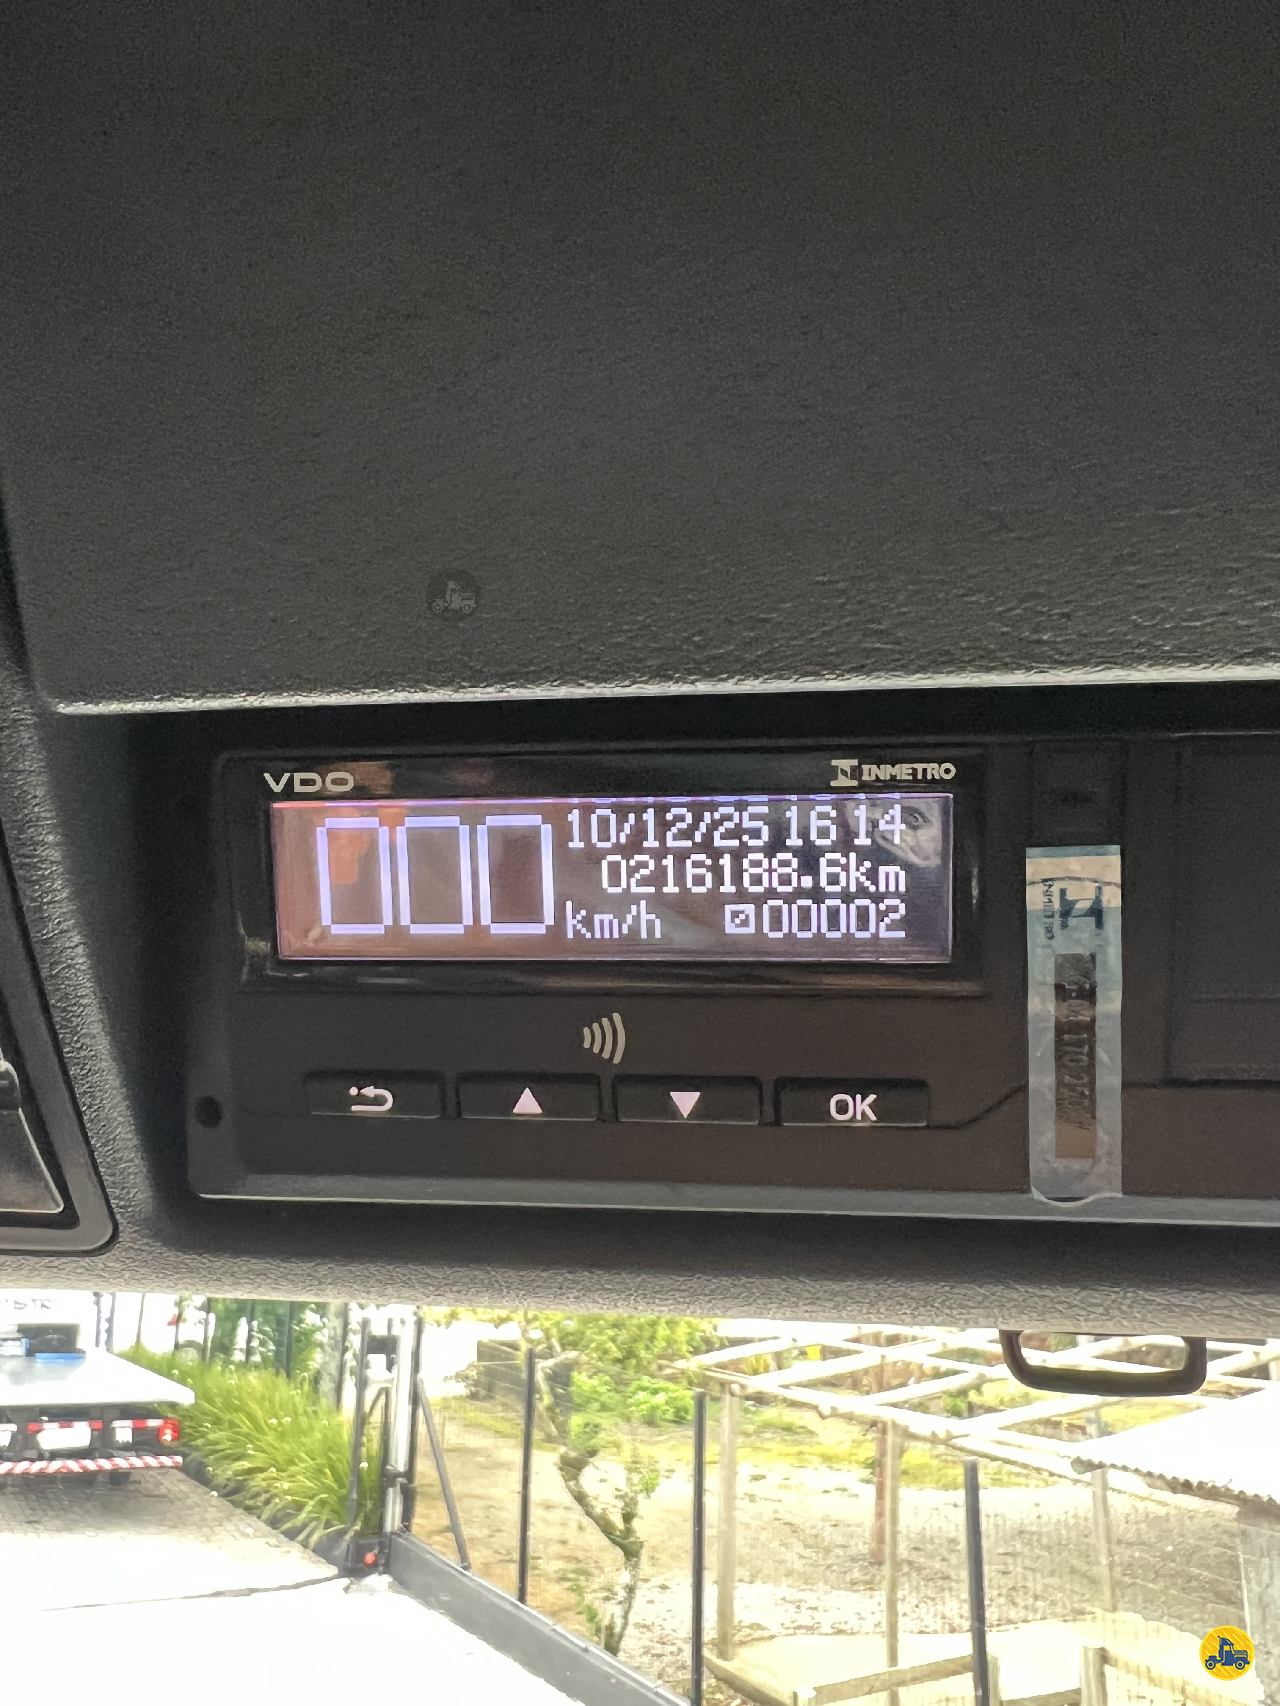 VDO
INMETRO
000
10/12/25 16 14
0216188.6km
km/h 00002
OK